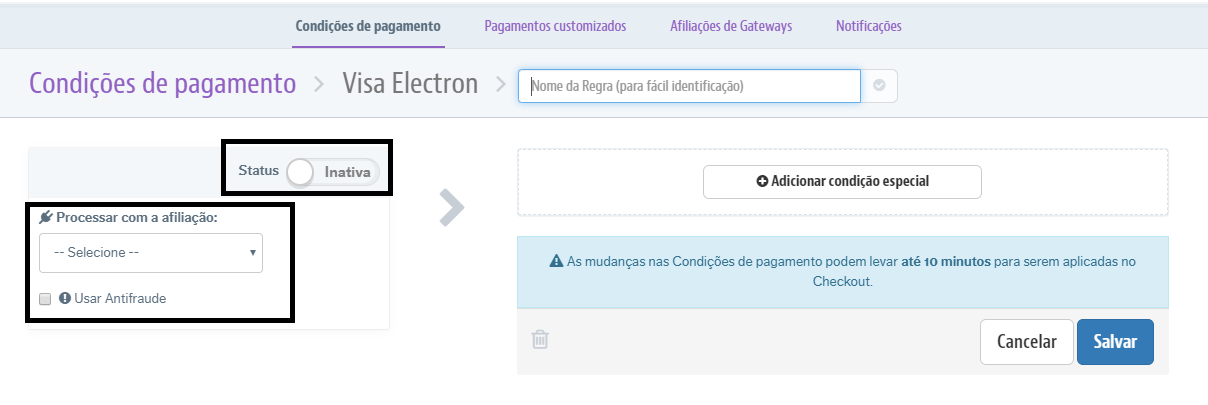 Condições de pagamento Pagamentos customizados Afiliações de Gateways Notificações
Condições de pagamento > Visa Electron > Nome da Regra (para fácil identificação)
Status Inativa
Processar com a afiliação:
-- Selecione --
Usar Antifraude
Adicionar condição especial
As mudanças nas Condições de pagamento podem levar até 10 minutos para serem aplicadas no
Checkout.
Cancelar Salvar